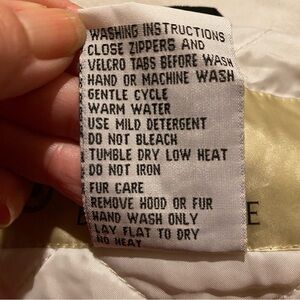 WASHING INSTRUCTIONS
CLOSE ZIPPERS AND
VELCRO TABS BEFORE WASH
HAND OR MACHINE WASH
GENTLE CYCLE
WARM WATER
USE MILD DETERGENT
DO NOT BLEACH
TUMBLE DRY LOW HEAT
DO NOT IRON
FUR CARE
REMOVE HOOD OR FUR
HAND WASH ONLY
LAY FLAT TO DRY
NO HEAT